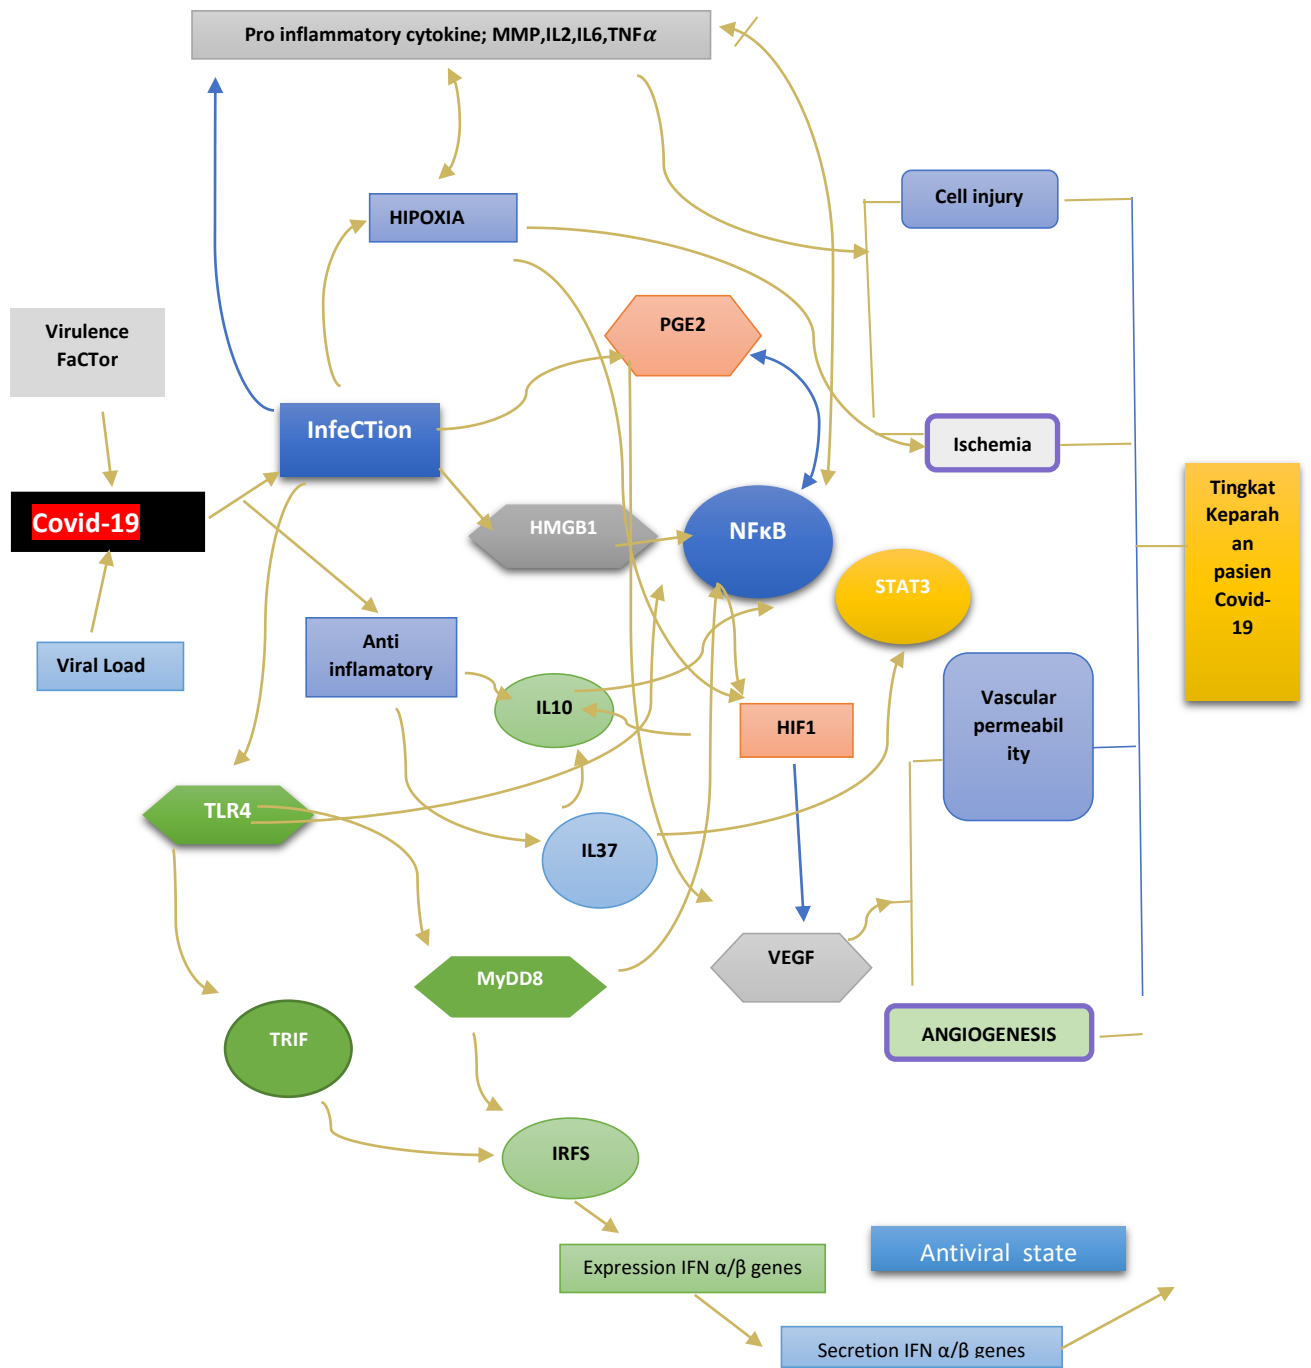 Pro inflammatory cytokine; MMP,IL2,IL6,TNF𝜶
Cell injury
HIPOXIA
PGE2
Virulence
FaCTor
InfeCTion
Ischemia
Tingkat
Keparah
an
pasien
Covid-
19
Covid-19
HMGB1
NFκB
STAT3
Anti
inflamatory
Viral Load
IL10
HIF1
Vascular
permeabil
ity
TLR4
IL37
VEGF
MyDD8
ANGIOGENESIS
TRIF
IRFS
Antiviral state
Expression IFN α/β genes
Secretion IFN α/β genes